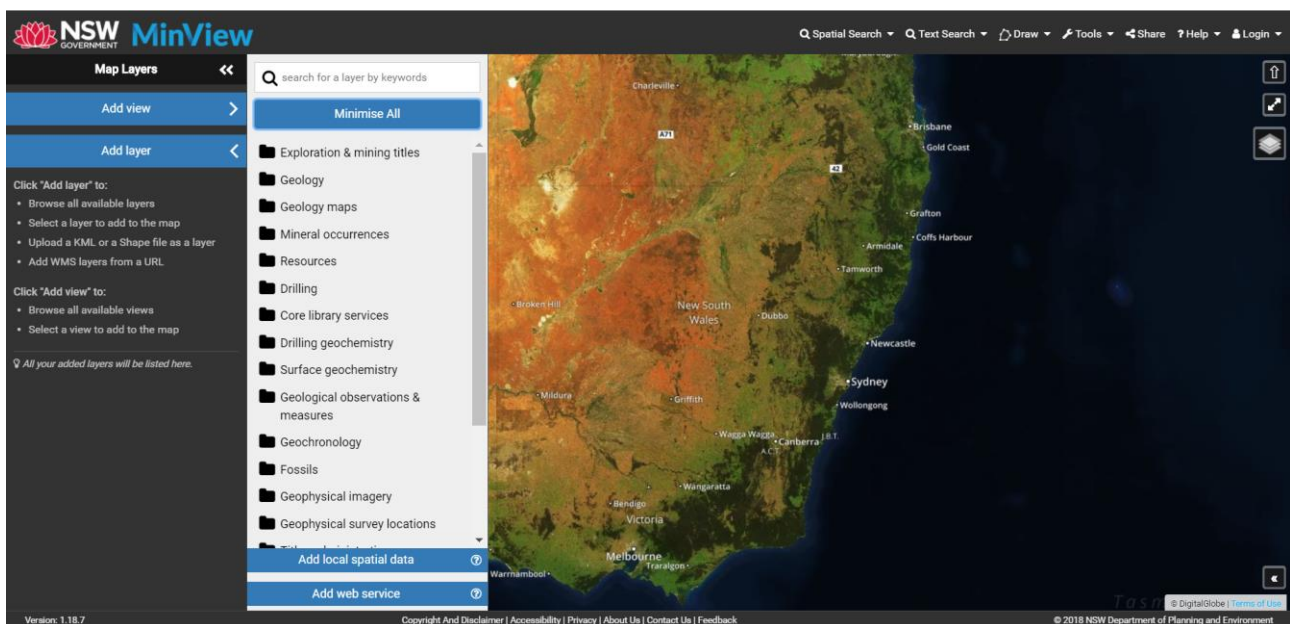 NSW
GOVERNMENT
MinView
Spatial Search
Text Search
Draw
Tools
Share
? Help
Login
Map Layers <<
Add view >
Add layer <
Click "Add layer" to:
• Browse all available layers
• Select a layer to add to the map
• Upload a KML or a Shape file as a layer
• Add WMS layers from a URL
Click "Add view" to:
• Browse all available views
• Select a view to add to the map
All your added layers will be listed here.
search for a layer by keywords
Minimise All
Exploration & mining titles
Geology
Geology maps
Mineral occurrences
Resources
Drilling
Core library services
Drilling geochemistry
Surface geochemistry
Geological observations &
measures
Geochronology
Fossils
Geophysical imagery
Geophysical survey locations
Add local spatial data ?
Add web service ?
Charleville
A71
Brisbane
Gold Coast
42
Grafton
Coffs Harbour
Armidale
Tamworth
Broken Hill
New South
Wales
Dubbo
Newcastle
Sydney
Mildura
Griffith
Wollongong
Wagga Wagga
Canberra
J.B.T.
A.C.T.
Wangaratta
Bendigo
Victoria
Melbourne
Traralgon
Warrnambool
Tasm
© DigitalGlobe | Terms of Use
Version: 1.18.7
Copyright And Disclaimer | Accessibility | Privacy | About Us | Contact Us | Feedback
© 2018 NSW Department of Planning and Environment